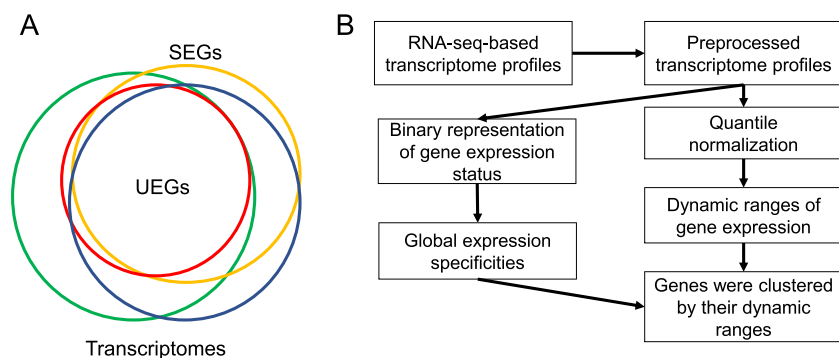 A
SEGs
UEGs
Transcriptomes
B
RNA-seq-based
transcriptome profiles
Preprocessed
transcriptome profiles
Binary representation
of gene expression
status
Quantile
normalization
Global expression
specificities
Dynamic ranges of
gene expression
Genes were clustered
by their dynamic
ranges